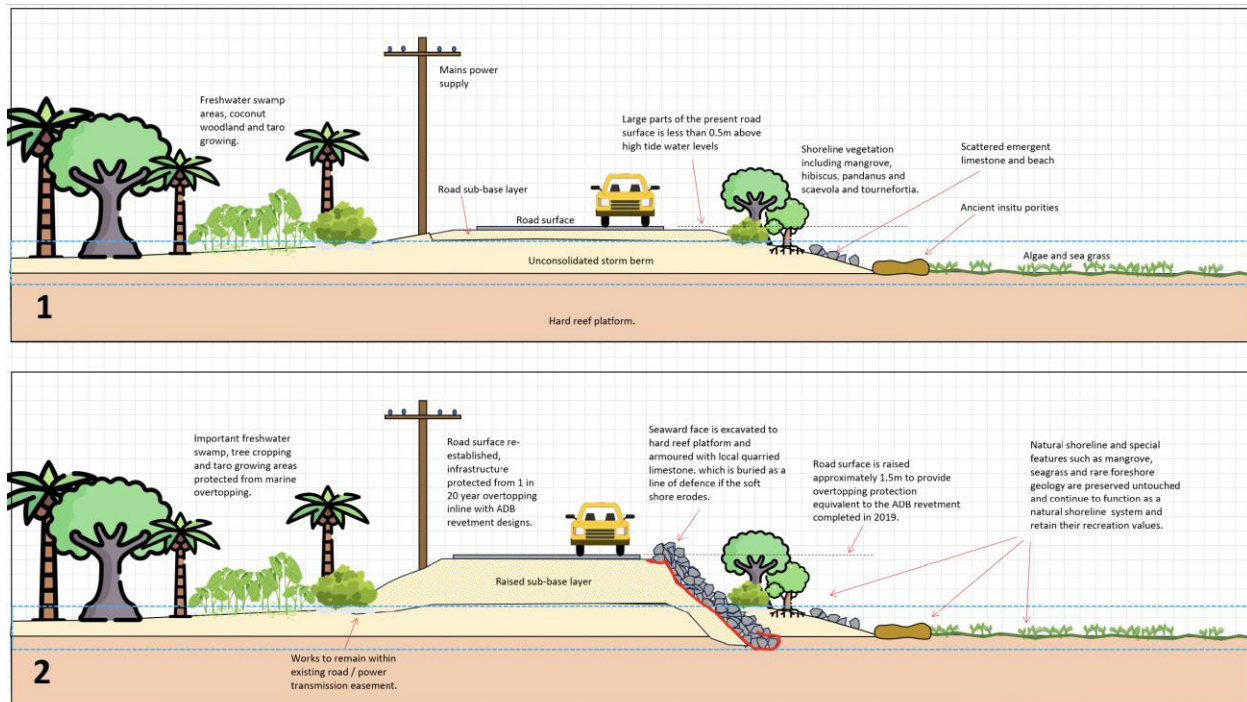 Mains power
supply
Freshwater swamp
areas, coconut
woodland and taro
growing.
Large parts of the present road
surface is less than 0.5m above
high tide water levels
Shoreline vegetation
including mangrove,
hibiscus, pandanus and
scaevola and tournefortia.
Scattered emergent
limestone and beach
Road sub-base layer
Ancient insitu porities
Road surface
Unconsolidated storm berm
Algae and sea grass
1
Hard reef platform.
Important freshwater
swamp, tree cropping
and taro growing areas
protected from marine
overtopping.
Road surface re-
established,
infrastructure
protected from 1 in
20 year overtopping
inline with ADB
revetment designs.
Seaward face is excavated to
hard reef platform and
armoured with local quarried
limestone. which is buried as a
line of defence if the soft
shore erodes.
Road surface is raised
approximately 1.5m to provide
overtopping protection
equivalent to the ADB revetment
completed in 2019.
Natural shoreline and special
features such as mangrove,
seagrass and rare foreshore
geology are preserved untouched
and continue to function as a
natural shoreline system and
retain their recreation values.
Raised sub-base layer
2
Works to remain within
existing road / power
transmission easement.